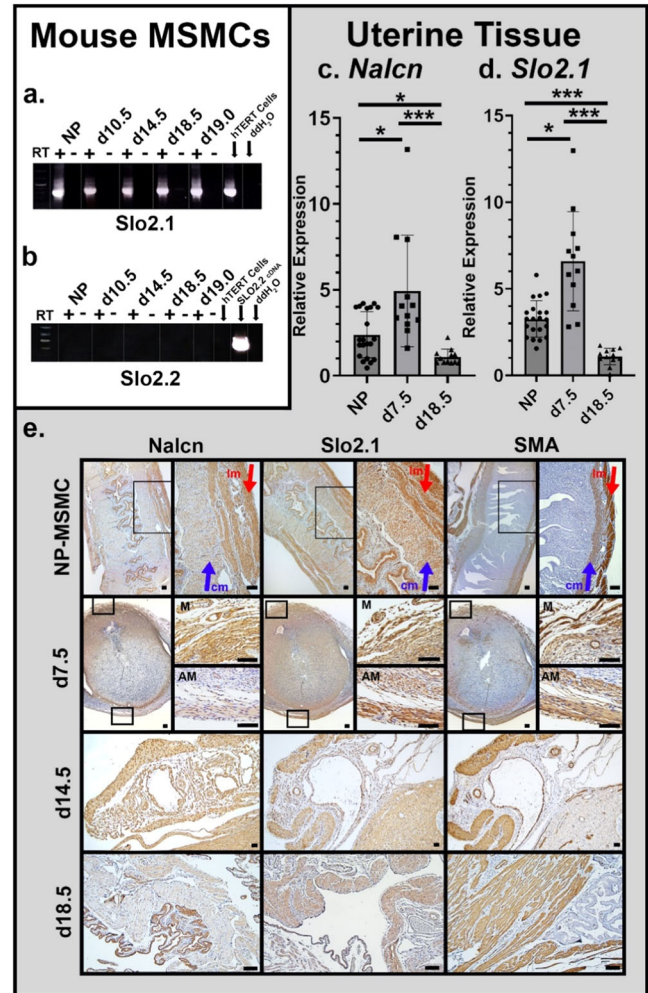 Mouse MSMCs
a.
NP d10.5 d14.5 d18.5 d19.0 hTERT Cells ddH₂O
RT + - + - + - + - + -
Slo2.1
b
NP d10.5 d14.5 d18.5 d19.0 hTERT Cells SLO2.2 cDNA ddH₂O
RT + - + - + - + - + -
Slo2.2
Uterine Tissue
c. Nalcn
*
***
*
Relative Expression
15
10
5
0
NP d7.5 d18.5
d. Slo2.1
***
***
*
Relative Expression
15
10
5
0
NP d7.5 d18.5
e.
Nalcn Slo2.1 SMA
NP-MSMC
lm cm lm cm lm cm
d7.5
M M M
AM AM AM
d14.5
d18.5